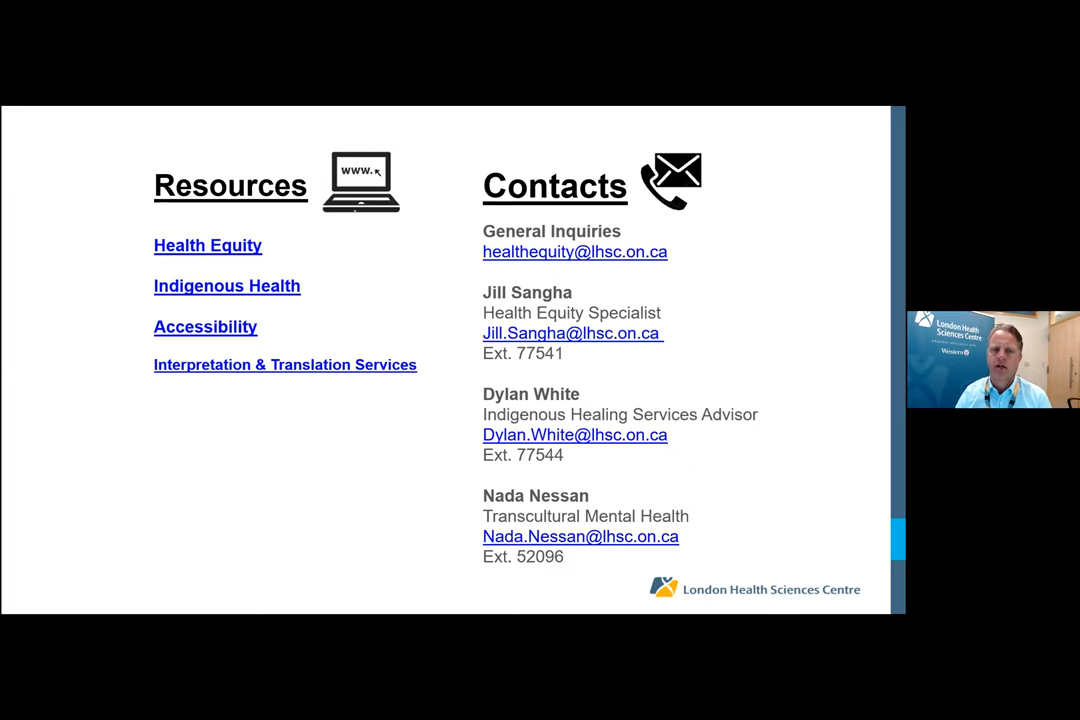 Resources
www.
Health Equity
Indigenous Health
Accessibility
Interpretation & Translation Services
Contacts
General Inquiries
healthequity@lhsc.on.ca
Jill Sangha
Health Equity Specialist
Jill.Sangha@lhsc.on.ca
Ext. 77541
Dylan White
Indigenous Healing Services Advisor
Dylan.White@lhsc.on.ca
Ext. 77544
Nada Nessan
Transcultural Mental Health
Nada.Nessan@lhsc.on.ca
Ext. 52096
London Health Sciences Centre
London Health
Sciences Centre
Western